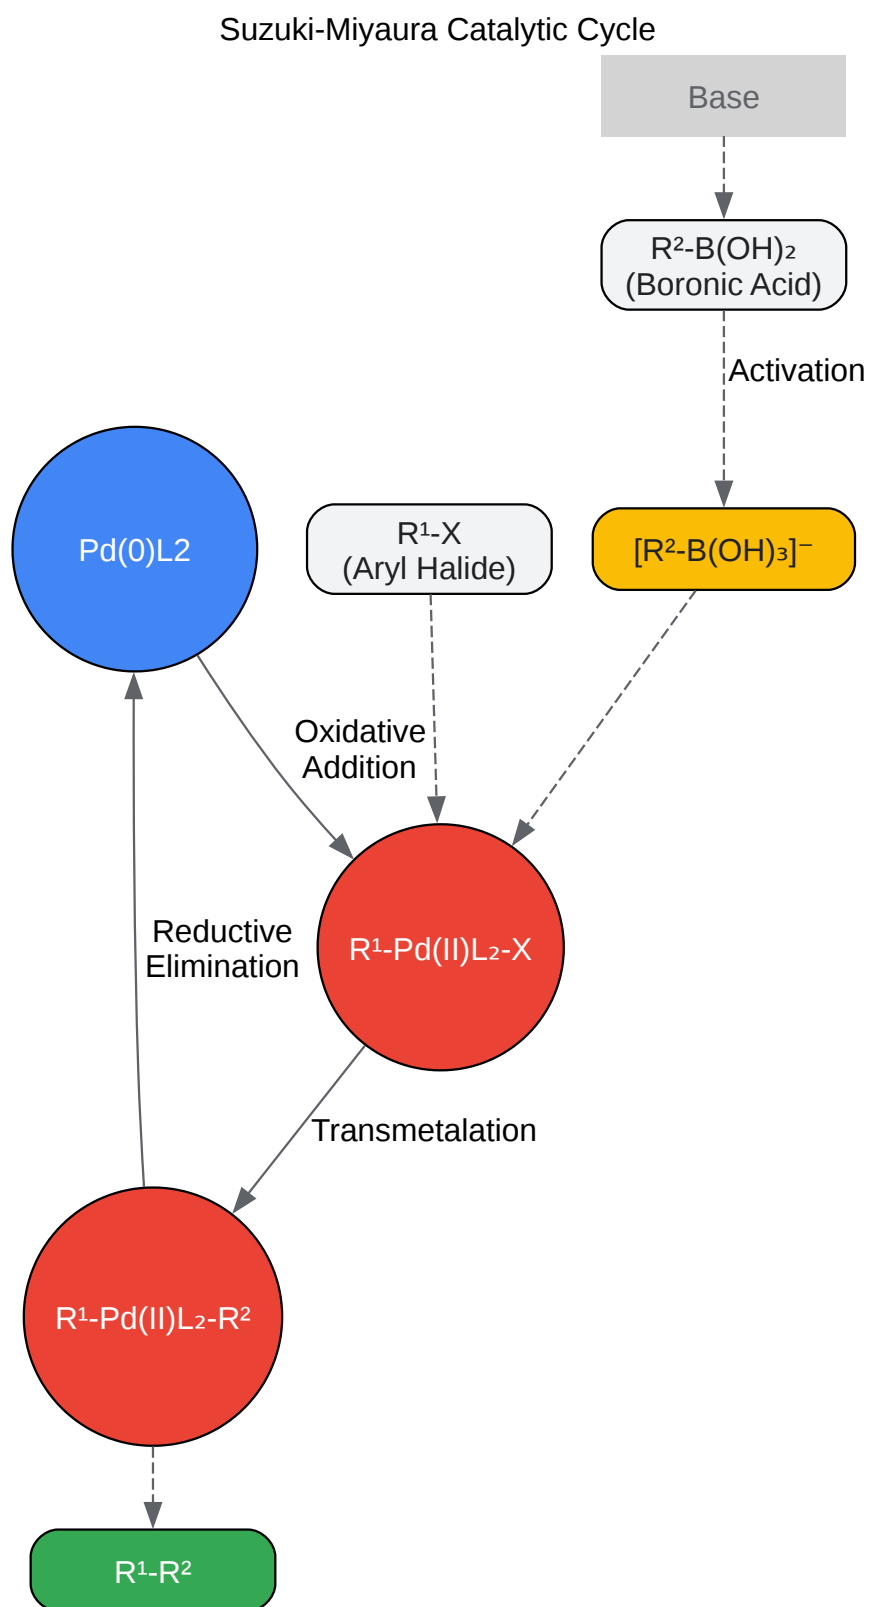 Suzuki-Miyaura Catalytic Cycle
Base
R²-B(OH)₂
(Boronic Acid)
Activation
Pd(0)L2
R¹-X
(Aryl Halide)
[R²-B(OH)₃]⁻
Oxidative
Addition
Reductive
Elimination
R¹-Pd(II)L₂-X
Transmetalation
R¹-Pd(II)L₂-R²
R¹-R²